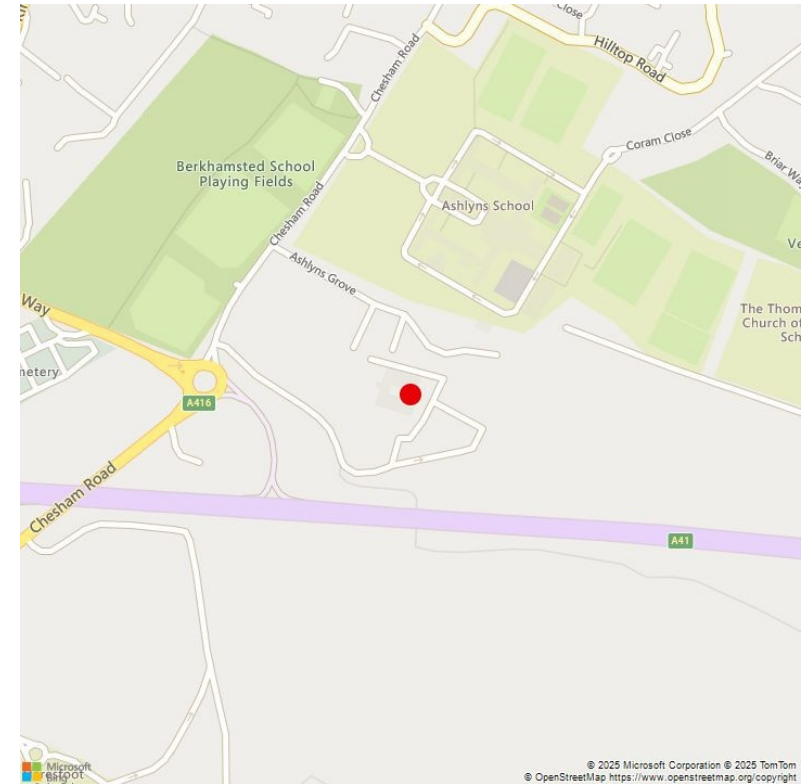 Close
Hilltop Road
Chesham Road
Coram Close
Briar Way
Berkhamsted School
Playing Fields
Ashlyns School
Chesham Road
Ashlyns Grove
Way
The Thom
Church of
Sch
A416
Chesham Road
A41
Microsoft
Bing
© 2025 Microsoft Corporation © 2025 TomTom
© OpenStreetMap https://www.openstreetmap.org/copyright